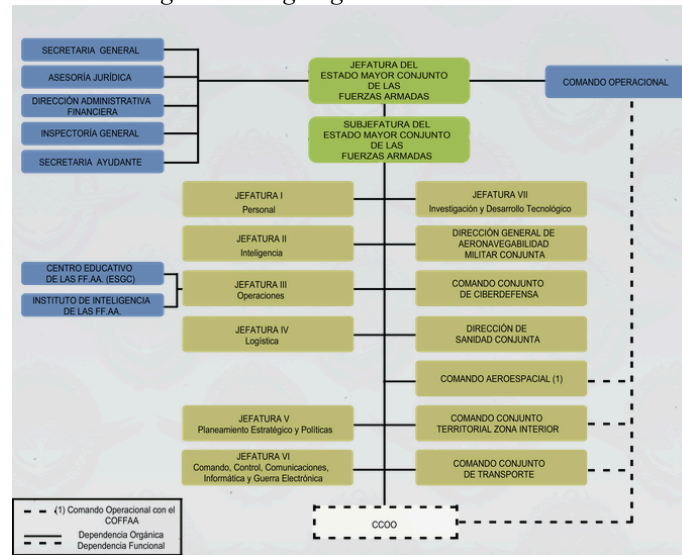 SECRETARIA GENERAL
ASESORÍA JURÍDICA
DIRECCIÓN ADMINISTRATIVA
FINANCIERA
INSPECTORÍA GENERAL
SECRETARIA AYUDANTE
JEFATURA DEL
ESTADO MAYOR CONJUNTO
DE LAS
FUERZAS ARMADAS
COMANDO OPERACIONAL
SUBJEFATURA DEL
ESTADO MAYOR CONJUNTO
DE LAS
FUERZAS ARMADAS
JEFATURA I
Personal
JEFATURA VII
Investigación y Desarrollo Tecnológico
JEFATURA II
Inteligencia
DIRECCIÓN GENERAL DE
AERONAVEGABILIDAD
MILITAR CONJUNTA
CENTRO EDUCATIVO
DE LAS FF.AA. (ESGC)
INSTITUTO DE INTELIGENCIA
DE LAS FF.AA.
JEFATURA III
Operaciones
COMANDO CONJUNTO
DE CIBERDEFENSA
JEFATURA IV
Logística
DIRECCIÓN DE
SANIDAD CONJUNTA
COMANDO AEROESPACIAL (1)
JEFATURA V
Planeamiento Estratégico y Políticas
COMANDO CONJUNTO
TERRITORIAL ZONA INTERIOR
JEFATURA VI
Comando, Control, Comunicaciones,
Informática y Guerra Electrónica
COMANDO CONJUNTO
DE TRANSPORTE
CCOO
(1) Comando Operacional con el
COFFAA
Dependencia Orgánica
Dependencia Funcional